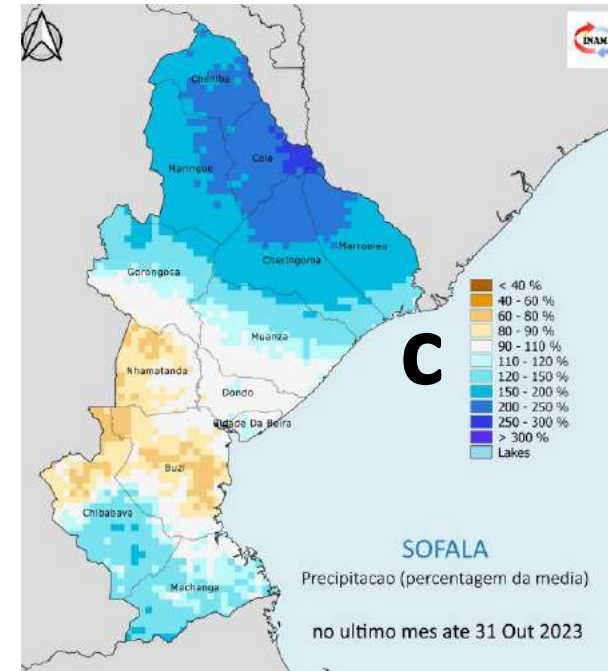 INAM
Chemba
Caia
Maringue
Marromeu
Cheringoma
Gorongosa
Muanza
Nhamatanda
Dondo
Cidade Da Beira
Buzi
Chibabava
Machanga
C
< 40 %
40 - 60 %
60 - 80 %
80 - 90 %
90 - 110 %
110 - 120 %
120 - 150 %
150 - 200 %
200 - 250 %
250 - 300 %
> 300 %
Lakes
SOFALA
Precipitacao (percentagem da media)
no ultimo mes ate 31 Out 2023